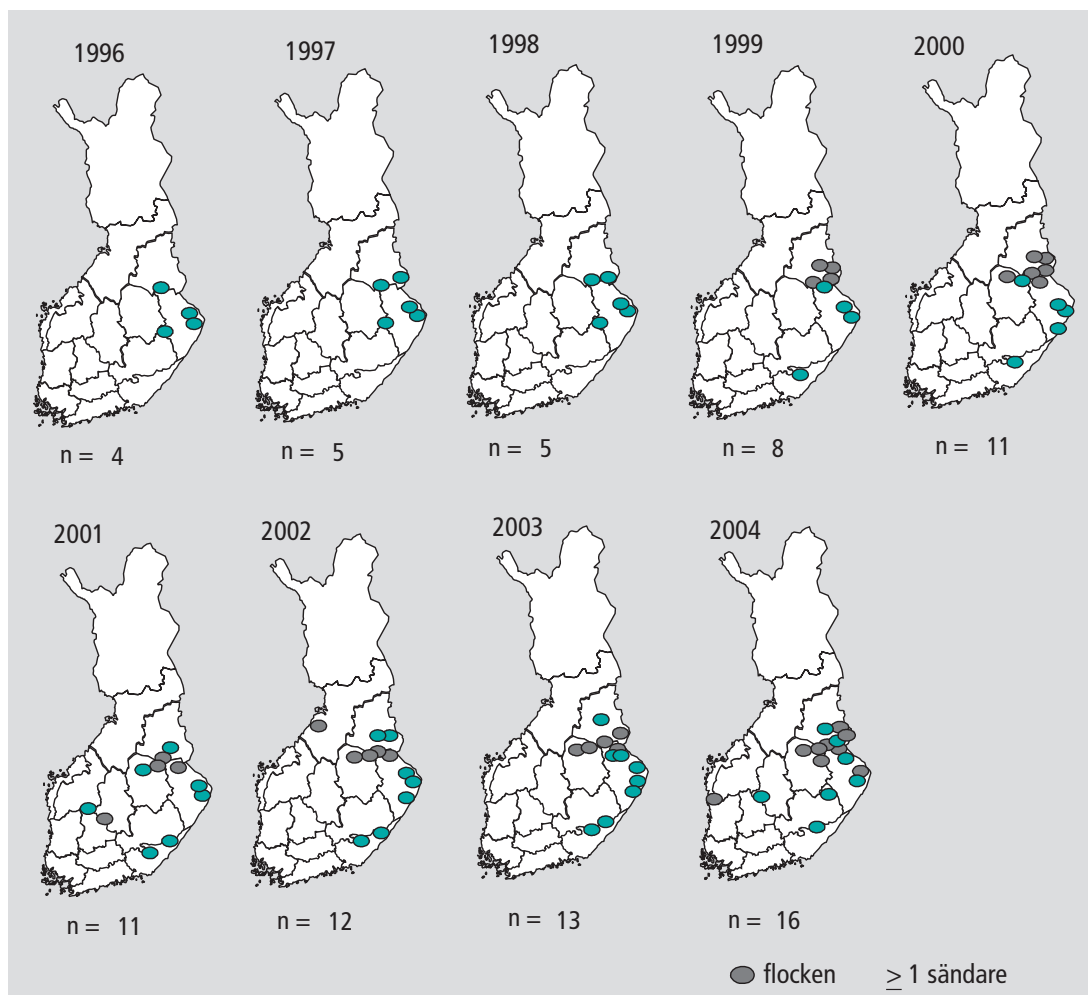 1996
1997
1998
1999
2000
n = 4
n = 5
n = 5
n = 8
n = 11
2001
2002
2003
2004
n = 11
n = 12
n = 13
n = 16
flocken ≥ 1 sändare